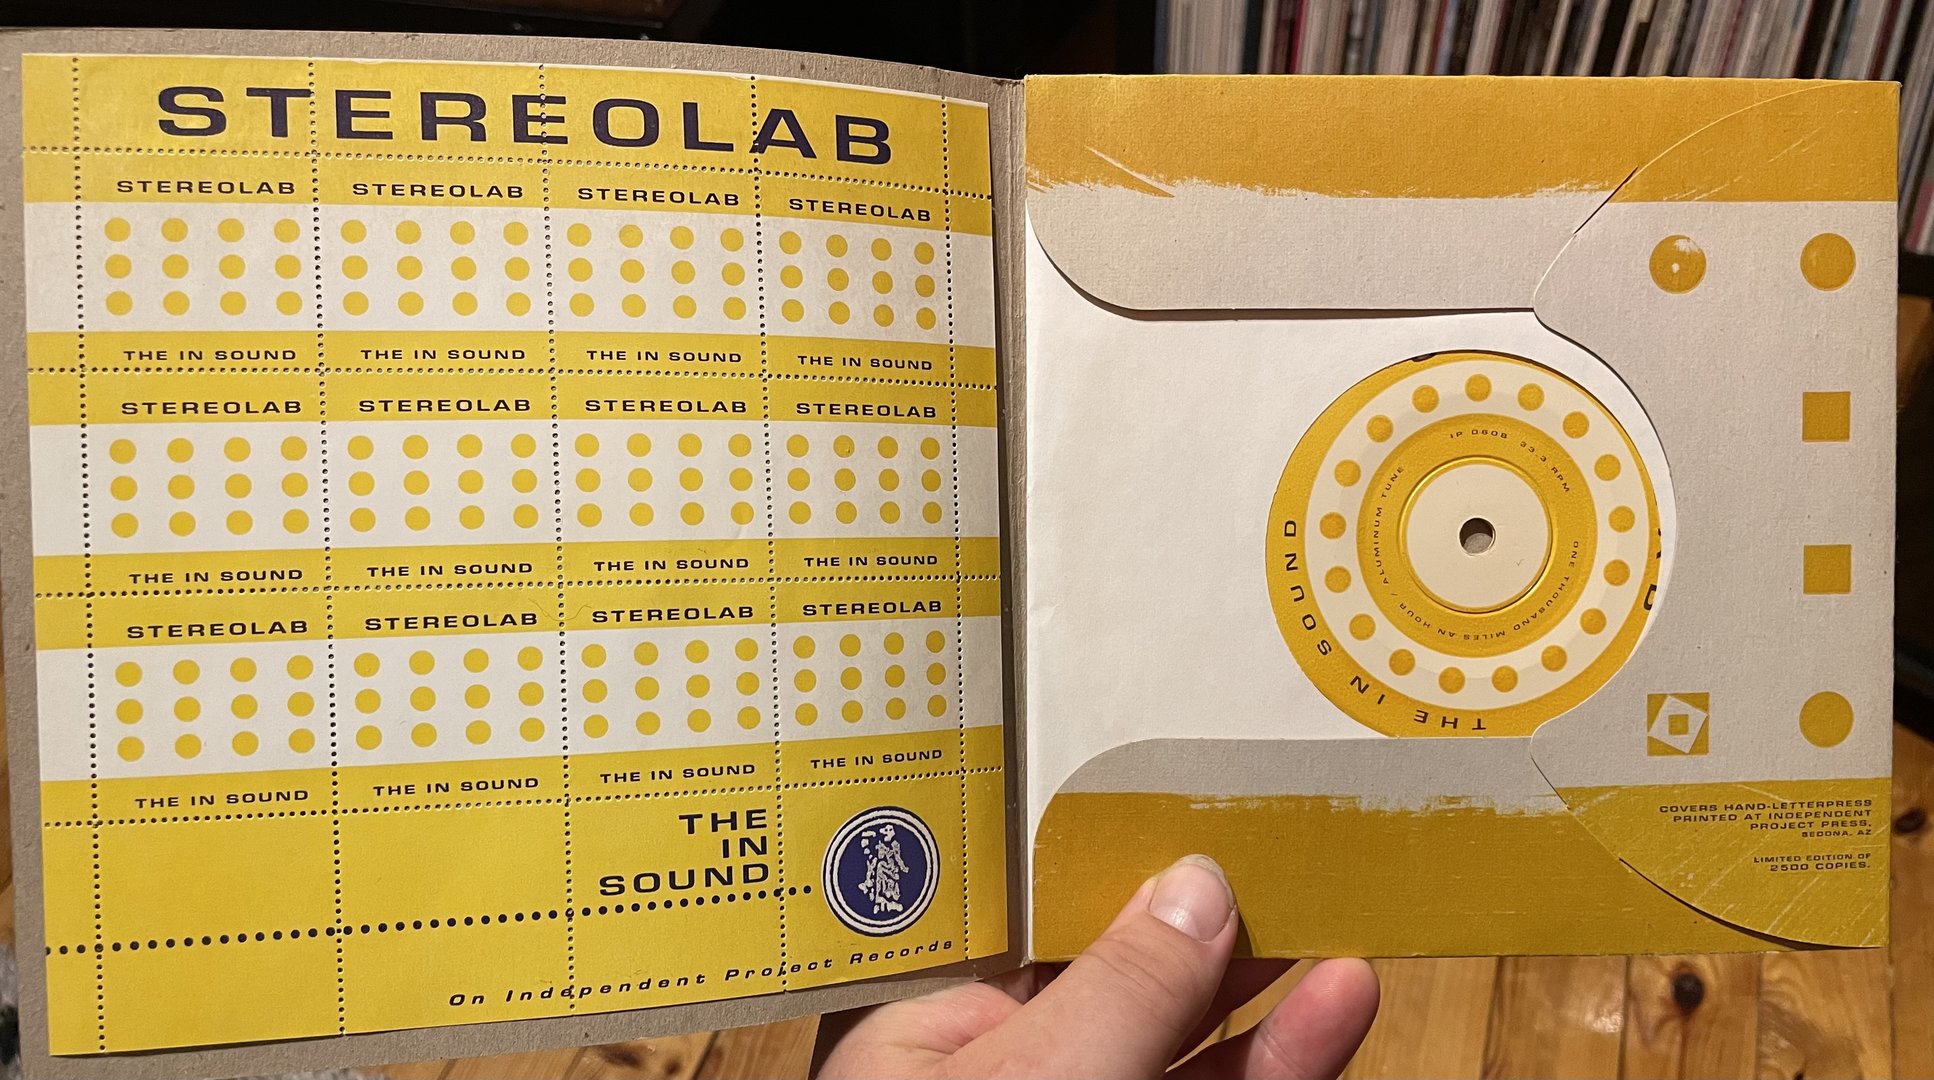 STEREOLAB
STEREOLAB STEREOLAB STEREOLAB STEREOLAB
THE IN SOUND THE IN SOUND THE IN SOUND THE IN SOUND
STEREOLAB STEREOLAB STEREOLAB STEREOLAB
THE IN SOUND THE IN SOUND THE IN SOUND THE IN SOUND
STEREOLAB STEREOLAB STEREOLAB STEREOLAB
THE IN SOUND THE IN SOUND THE IN SOUND THE IN SOUND
THE
IN
SOUND
On Independent Project Records
IP 060B 33.3 RPM
ONE THOUSAND MILES AN HOUR / ALUMINUM TUNE
THE IN SOUND
COVERS HAND-LETTERPRESS
PRINTED AT INDEPENDENT
PROJECT PRESS,
SEDONA, AZ
LIMITED EDITION OF
2500 COPIES.